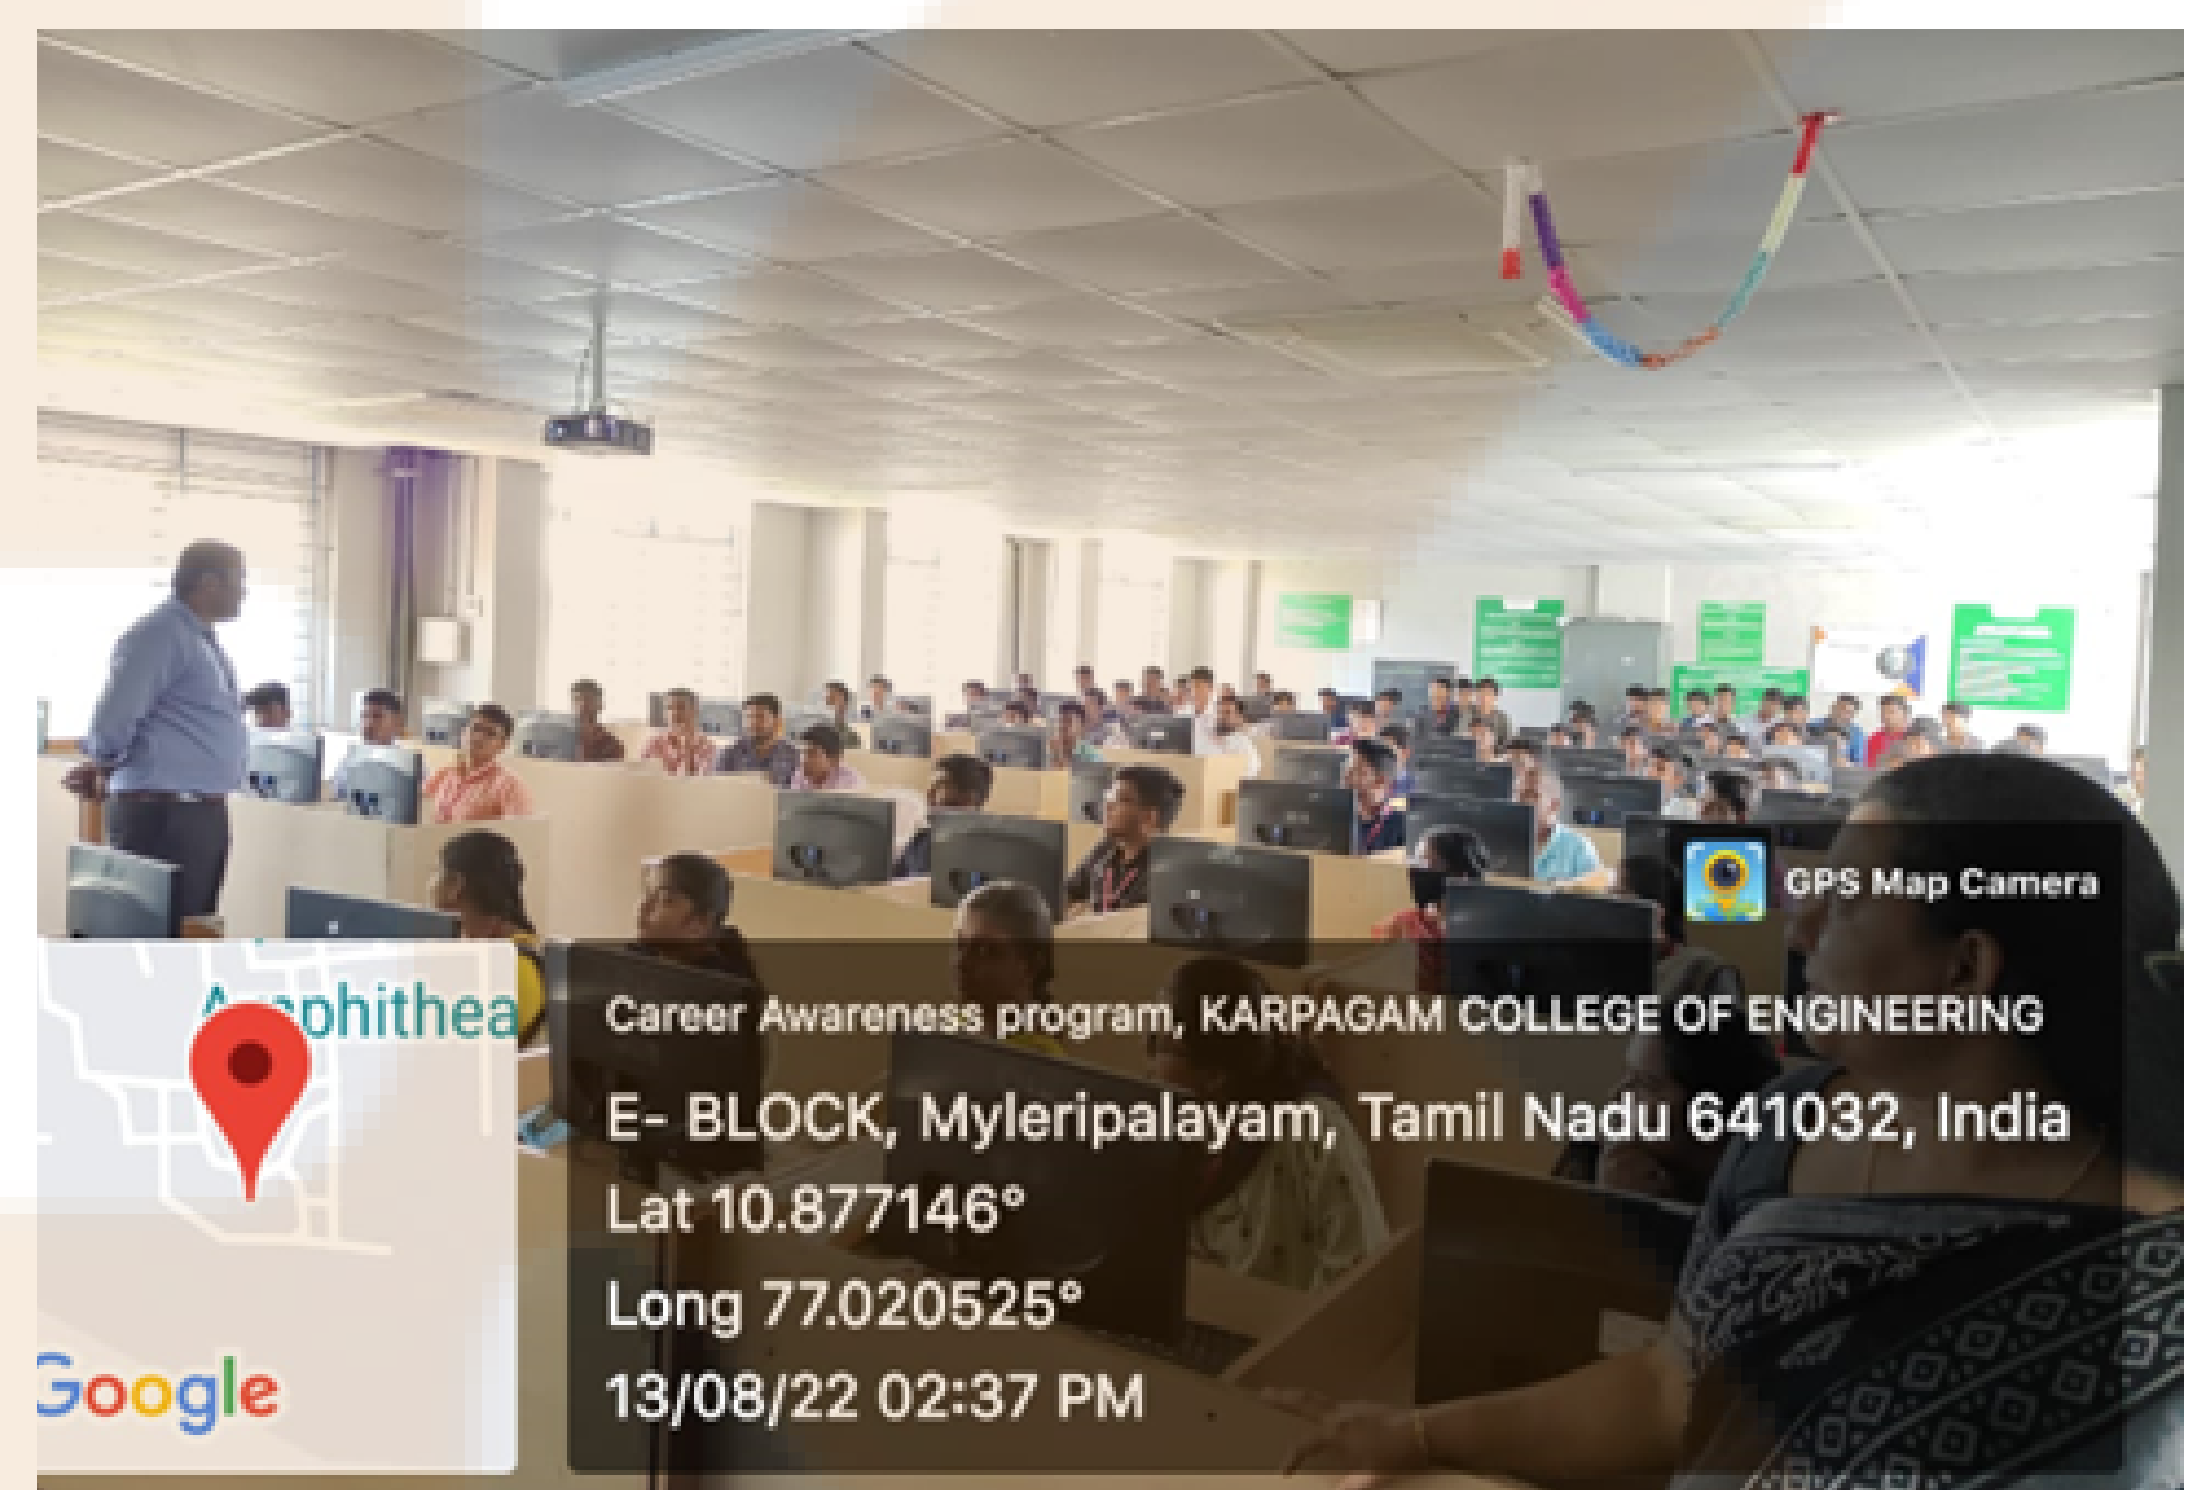 GPS Map Camera
Career Awareness program, KARPAGAM COLLEGE OF ENGINEERING
E- BLOCK, Myleripalayam, Tamil Nadu 641032, India
Lat 10.877146°
Long 77.020525°
13/08/22 02:37 PM
Google